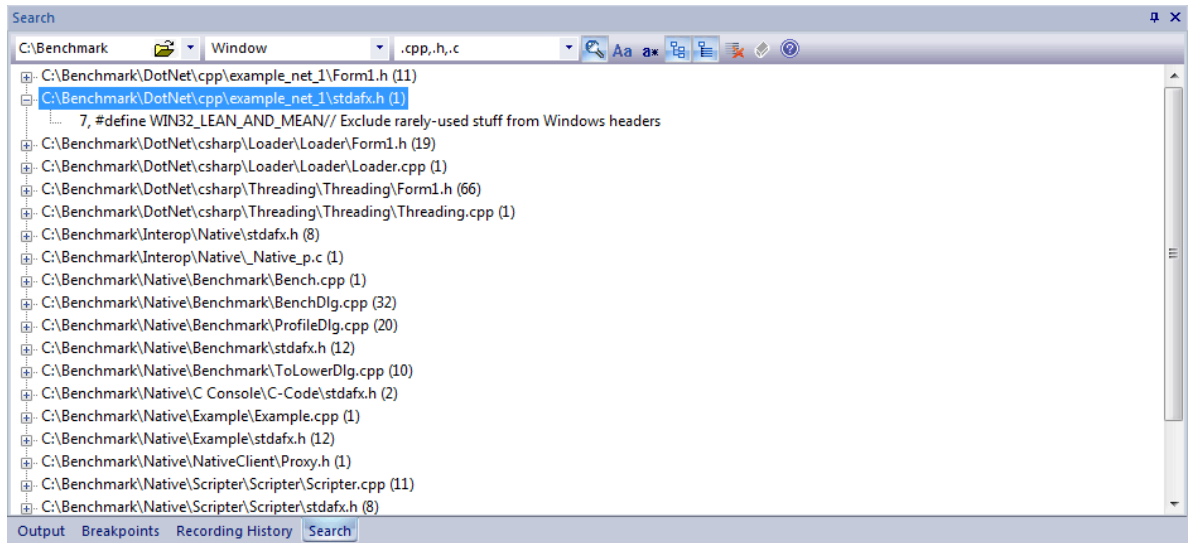 Search
C:\Benchmark Window .cpp,.h,.c Aa a*
C:\Benchmark\DotNet\cpp\example_net_1\Form1.h (11)
C:\Benchmark\DotNet\cpp\example_net_1\stdafx.h (1)
7, #define WIN32_LEAN_AND_MEAN// Exclude rarely-used stuff from Windows headers
C:\Benchmark\DotNet\csharp\Loader\Loader\Form1.h (19)
C:\Benchmark\DotNet\csharp\Loader\Loader\Loader.cpp (1)
C:\Benchmark\DotNet\csharp\Threading\Threading\Form1.h (66)
C:\Benchmark\DotNet\csharp\Threading\Threading\Threading.cpp (1)
C:\Benchmark\Interop\Native\stdafx.h (8)
C:\Benchmark\Interop\Native\_Native_p.c (1)
C:\Benchmark\Native\Benchmark\Bench.cpp (1)
C:\Benchmark\Native\Benchmark\BenchDlg.cpp (32)
C:\Benchmark\Native\Benchmark\ProfileDlg.cpp (20)
C:\Benchmark\Native\Benchmark\stdafx.h (12)
C:\Benchmark\Native\Benchmark\ToLowerDlg.cpp (10)
C:\Benchmark\Native\C Console\C-Code\stdafx.h (2)
C:\Benchmark\Native\Example\Example.cpp (1)
C:\Benchmark\Native\Example\stdafx.h (12)
C:\Benchmark\Native\NativeClient\Proxy.h (1)
C:\Benchmark\Native\Scripter\Scripter\Scripter.cpp (11)
C:\Benchmark\Native\Scripter\Scripter\stdafx.h (8)
Output Breakpoints Recording History Search